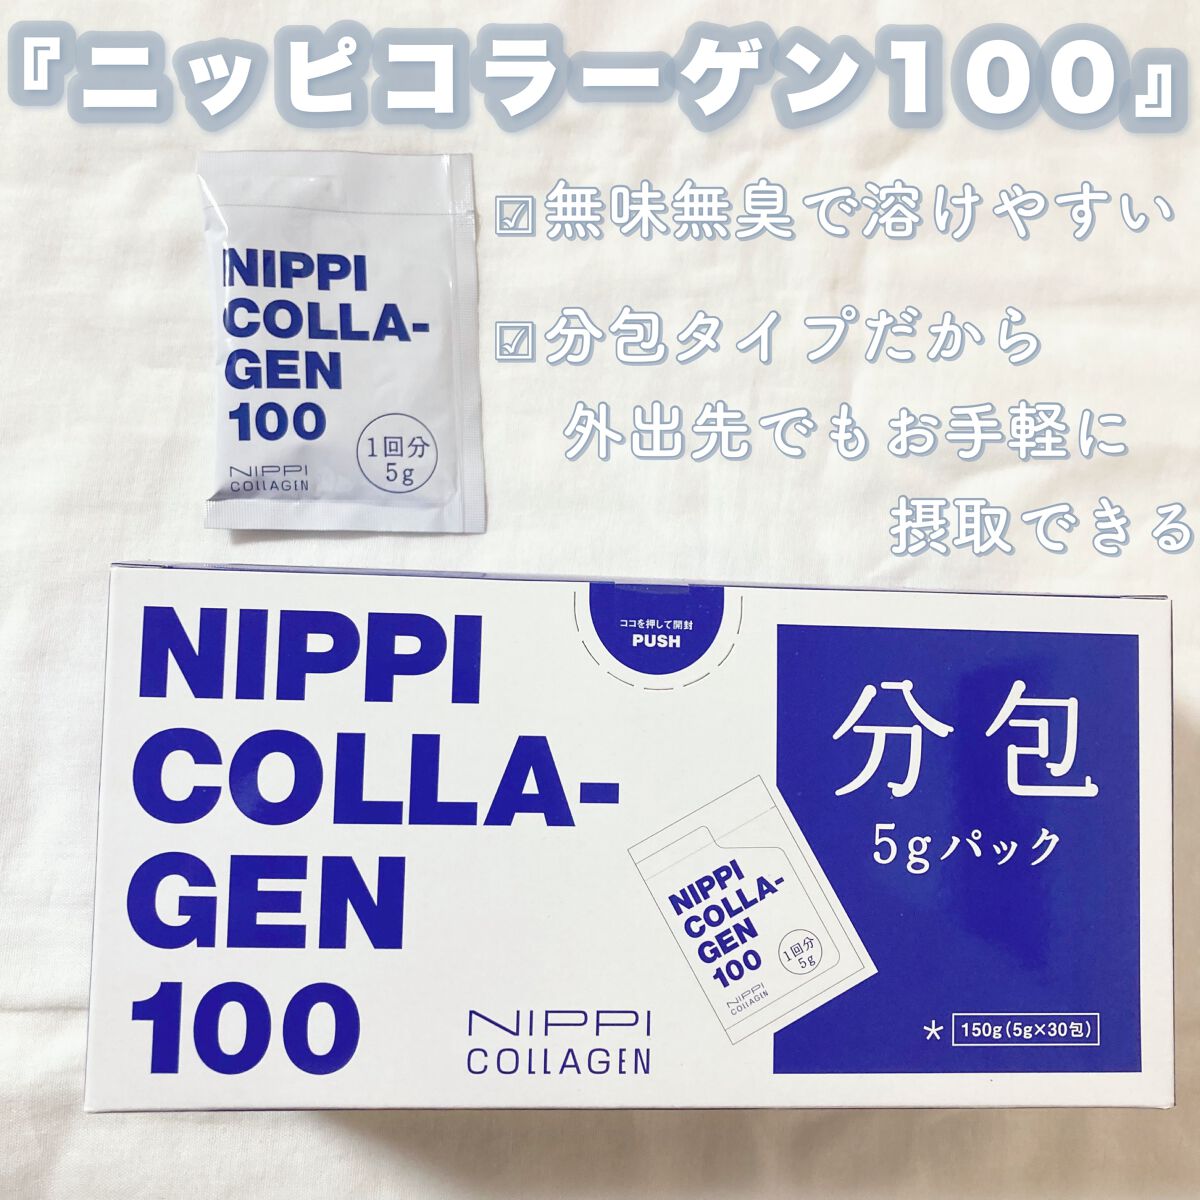 『ニッピコラーゲン100』
☑無味無臭で溶けやすい
☑分包タイプだから
外出先でもお手軽に
摂取できる
NIPPI
COLLA-
GEN
100
1回分
5g
NIPPI
COLLAGEN
ココを押して開封
PUSH
NIPPI
COLLA-
GEN
100
NIPPI
COLLAGEN
分包
5gパック
NIPPI
COLLA-
GEN
100
1回分
5g
NIPPI
COLLAGEN
* 150g(5g×30包)